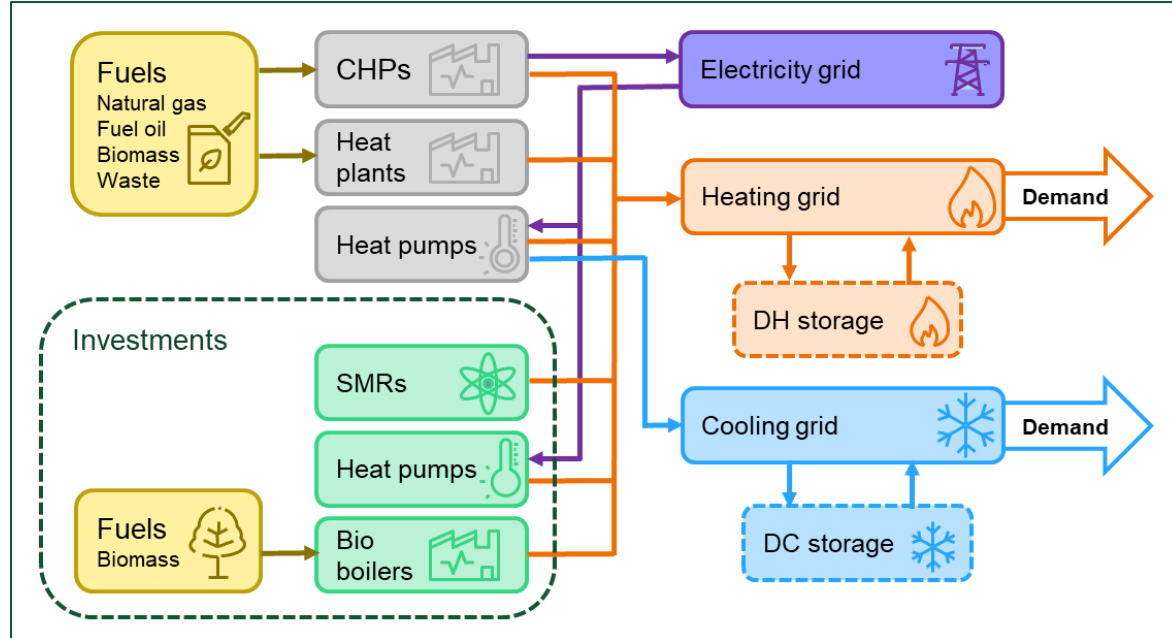 Fuels
Natural gas
Fuel oil
Biomass
Waste
CHPs
Heat
plants
Heat pumps
Electricity grid
Heating grid
Demand
DH storage
Investments
SMRs
Heat pumps
Bio
boilers
Fuels
Biomass
Cooling grid
Demand
DC storage